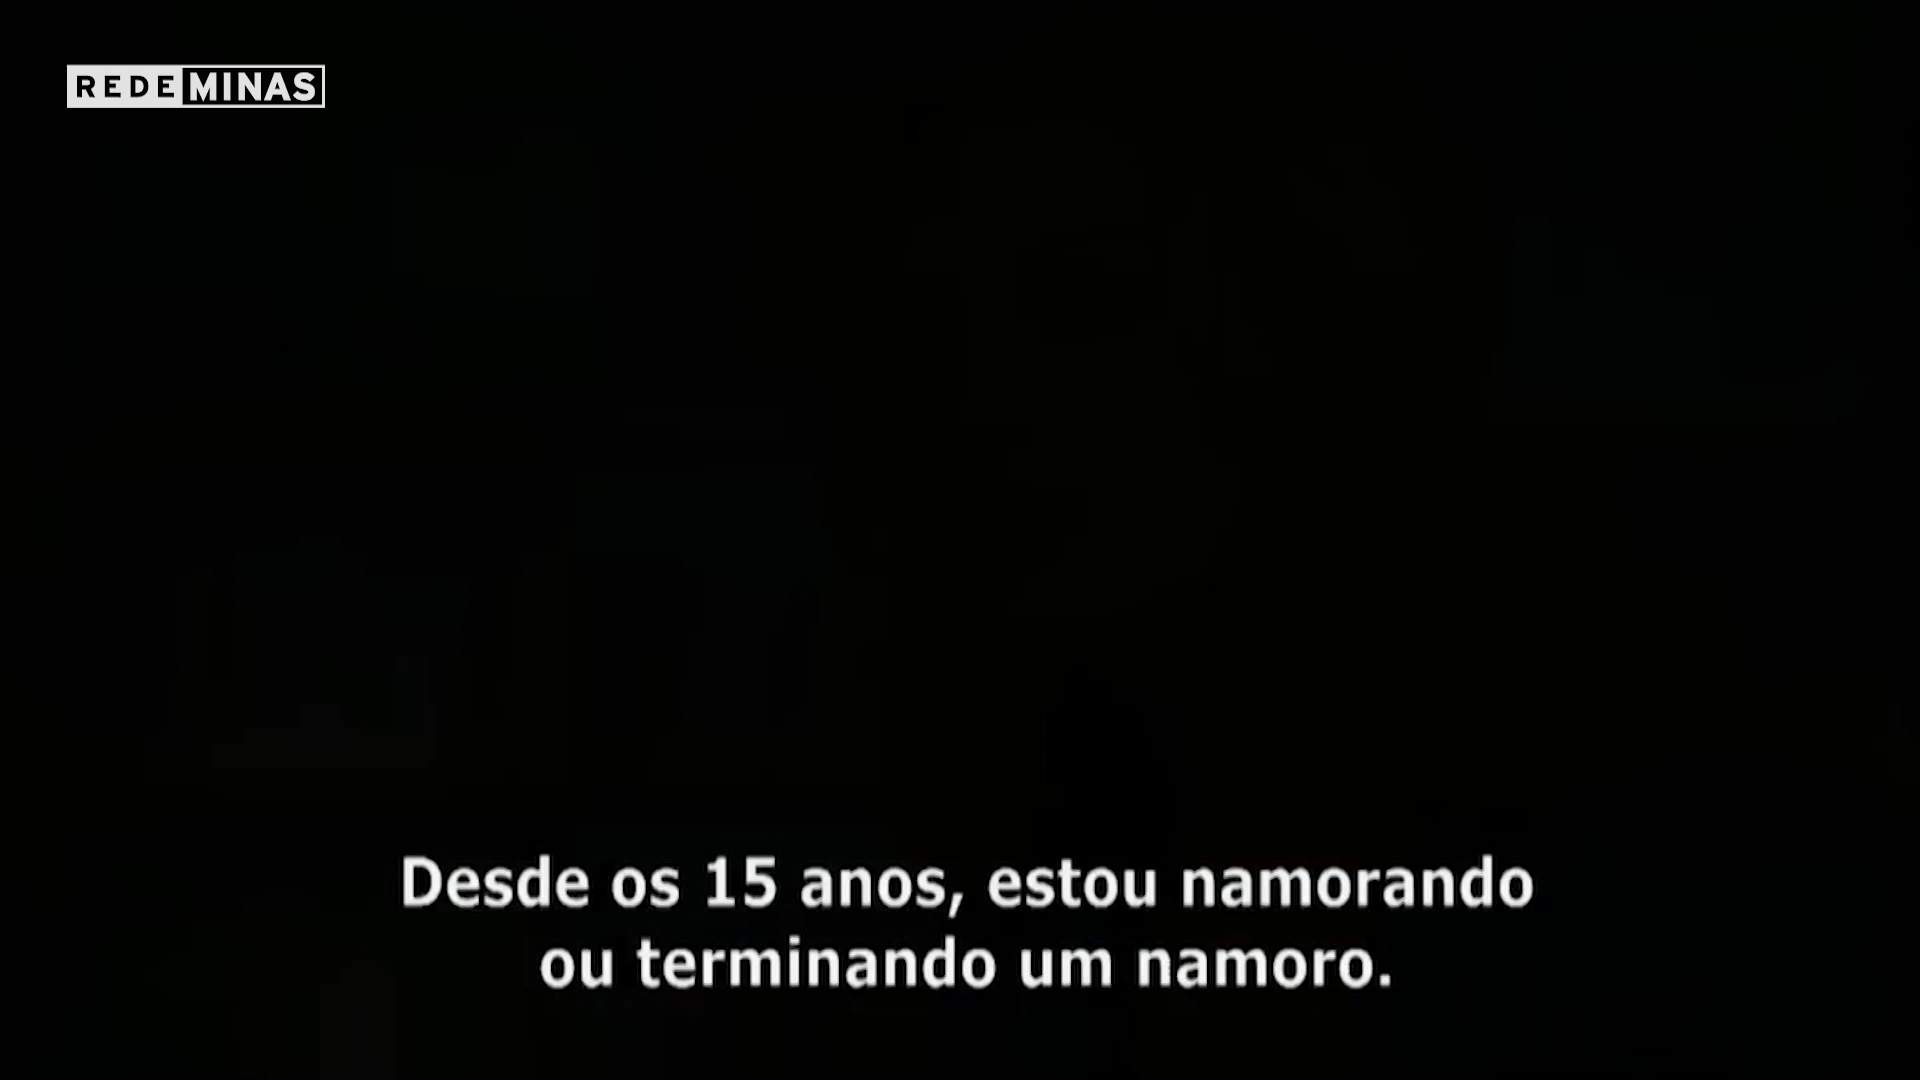 REDE MINAS
Desde os 15 anos, estou namorando
ou terminando um namoro.